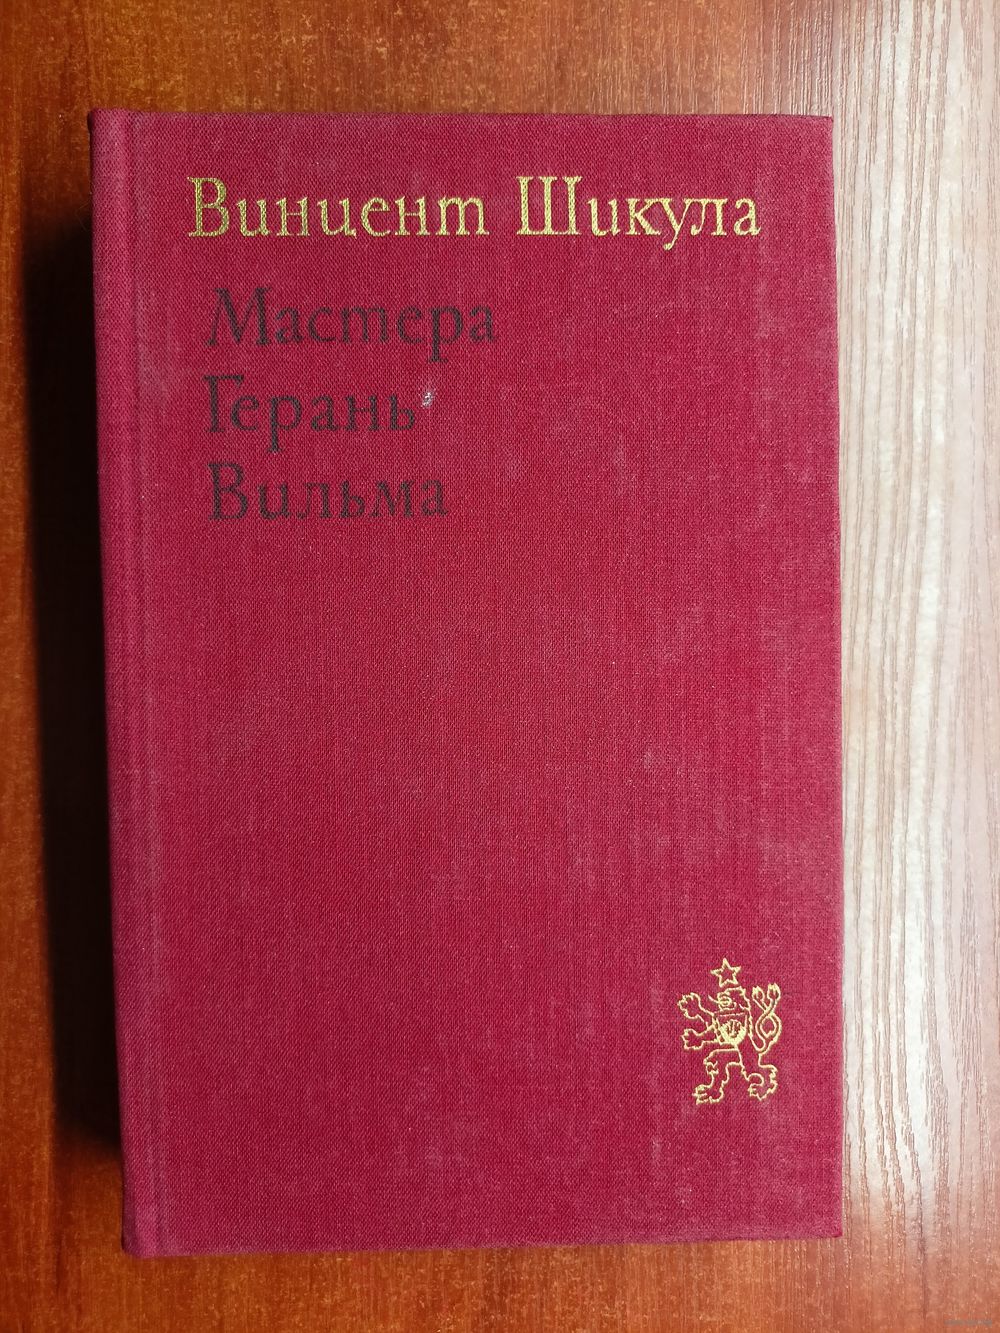 Винцент Шикула
Мастера
Герань
Вильма